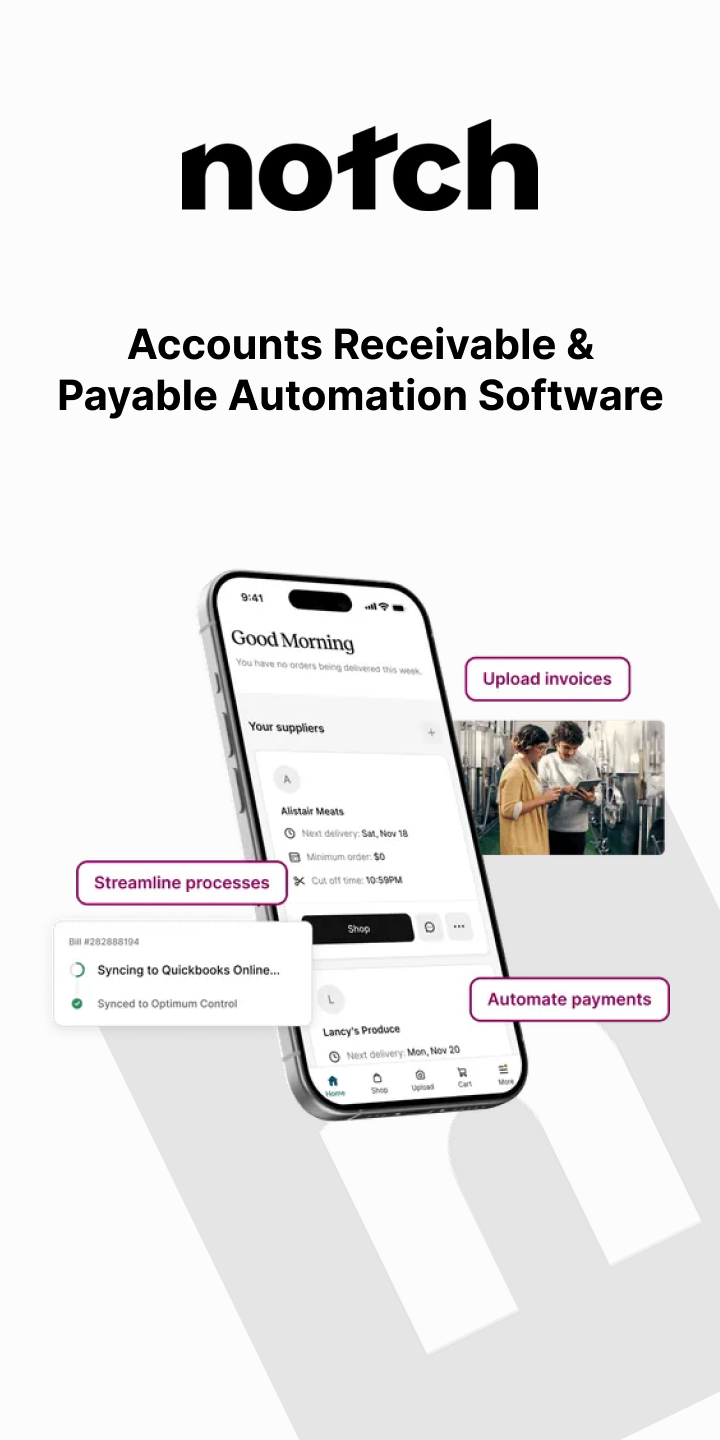 notch
Accounts Receivable &
Payable Automation Software
9:41
Good Morning
You have no orders being delivered this week.
Your suppliers
+
A
Alistair Meats
Next delivery: Sat, Nov 18
Minimum order: $0
Cut off time: 10:59PM
Shop
L
Lancy's Produce
Next delivery: Mon, Nov 20
Home
Shop
Upload
Cart
More
Upload invoices
Streamline processes
Bill #282888194
Syncing to Quickbooks Online...
Synced to Optimum Control
Automate payments